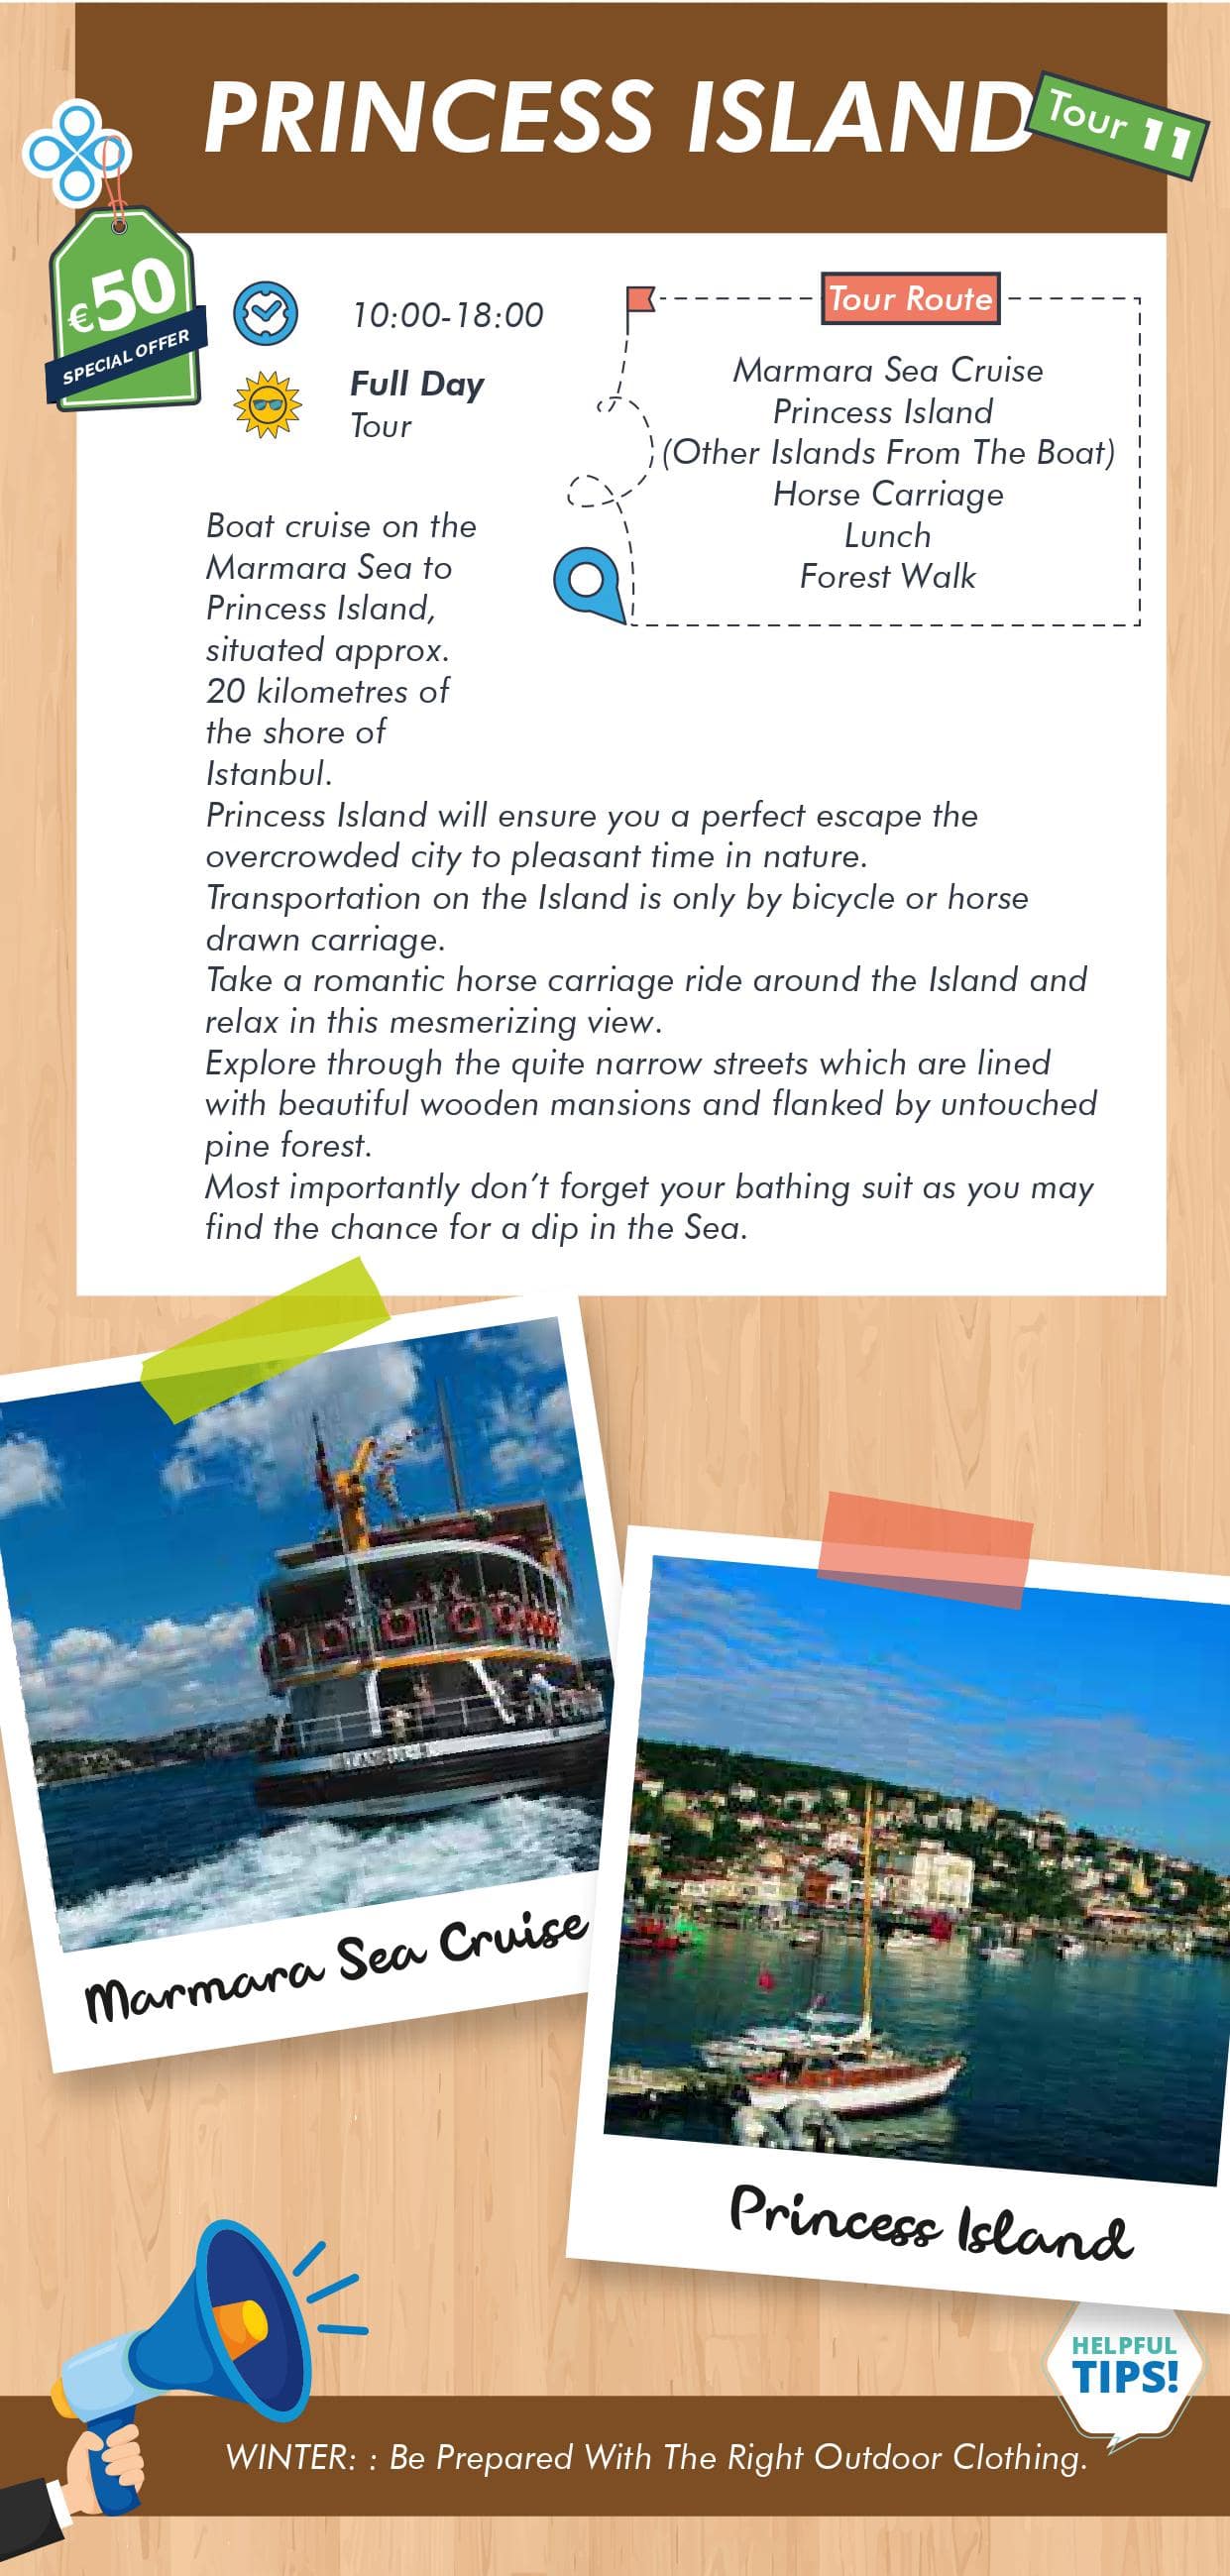 PRINCESS ISLAND
Tour 11
€50
SPECIAL OFFER
10:00-18:00
Full Day
Tour
Tour Route
Marmara Sea Cruise
Princess Island
(Other Islands From The Boat)
Horse Carriage
Lunch
Forest Walk
Boat cruise on the
Marmara Sea to
Princess Island,
situated approx.
20 kilometres of
the shore of
Istanbul.
Princess Island will ensure you a perfect escape the
overcrowded city to pleasant time in nature.
Transportation on the Island is only by bicycle or horse
drawn carriage.
Take a romantic horse carriage ride around the Island and
relax in this mesmerizing view.
Explore through the quite narrow streets which are lined
with beautiful wooden mansions and flanked by untouched
pine forest.
Most importantly don’t forget your bathing suit as you may
find the chance for a dip in the Sea.
Marmara Sea Cruise
Princess Island
HELPFUL
TIPS!
WINTER: : Be Prepared With The Right Outdoor Clothing.